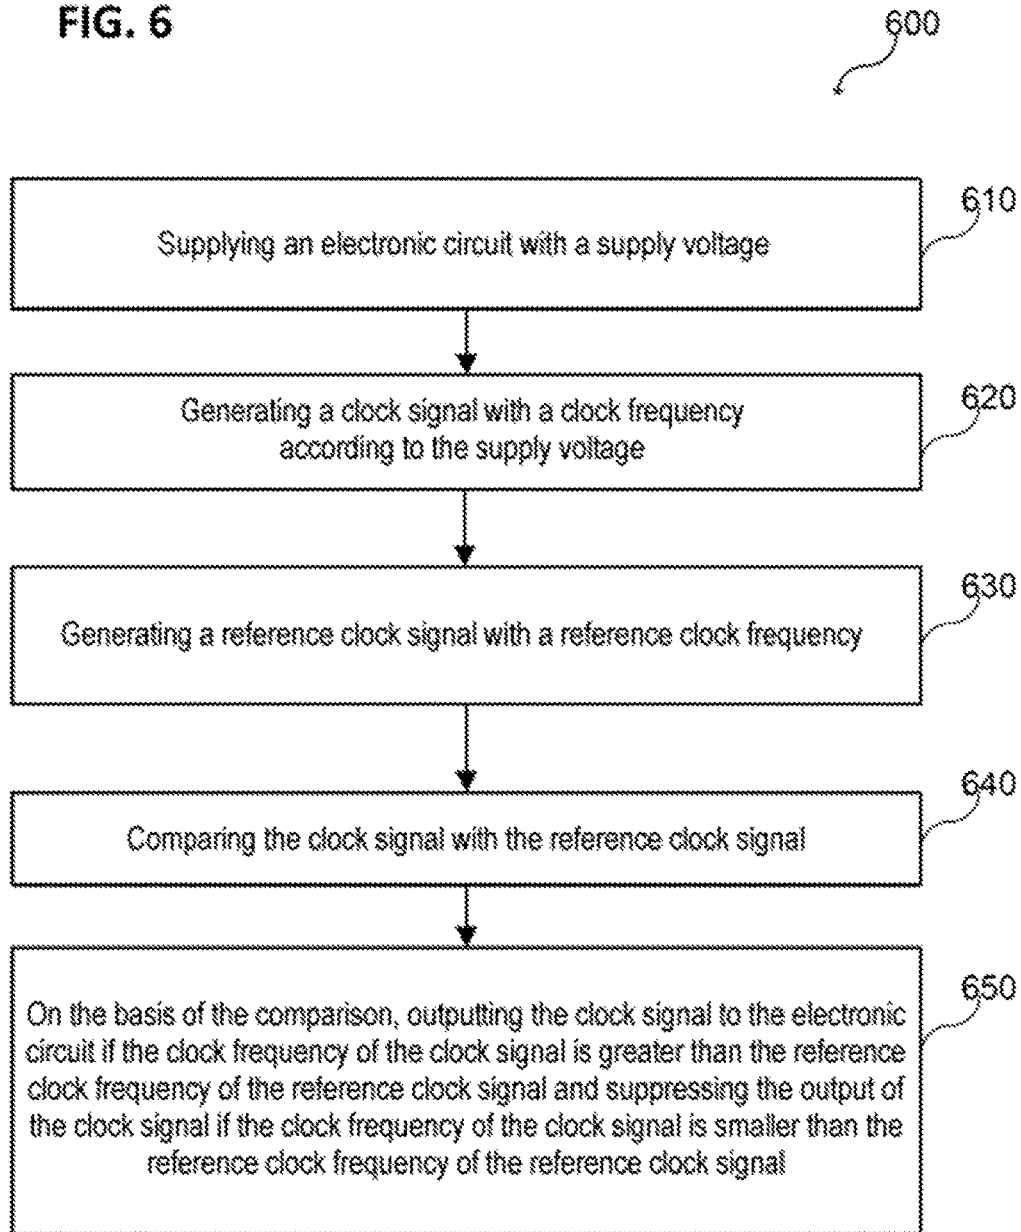 FIG. 6
600
610
Supplying an electronic circuit with a supply voltage
620
Generating a clock signal with a clock frequency
according to the supply voltage
630
Generating a reference clock signal with a reference clock frequency
640
Comparing the clock signal with the reference clock signal
650
On the basis of the comparison, outputting the clock signal to the electronic
circuit if the clock frequency of the clock signal is greater than the reference
clock frequency of the reference clock signal and suppressing the output of
the clock signal if the clock frequency of the clock signal is smaller than the
reference clock frequency of the reference clock signal